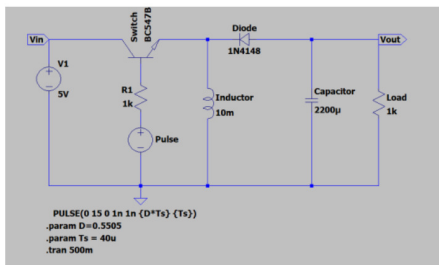 Switch
BC547B
Diode
Vin
1N4148
Vout
V1
5V
R1
1k
Inductor
10m
Capacitor
2200µ
Load
1k
Pulse
PULSE(0 15 0 1n 1n {D*Ts} {Ts})
.param D=0.5505
.param Ts = 40u
.tran 500m